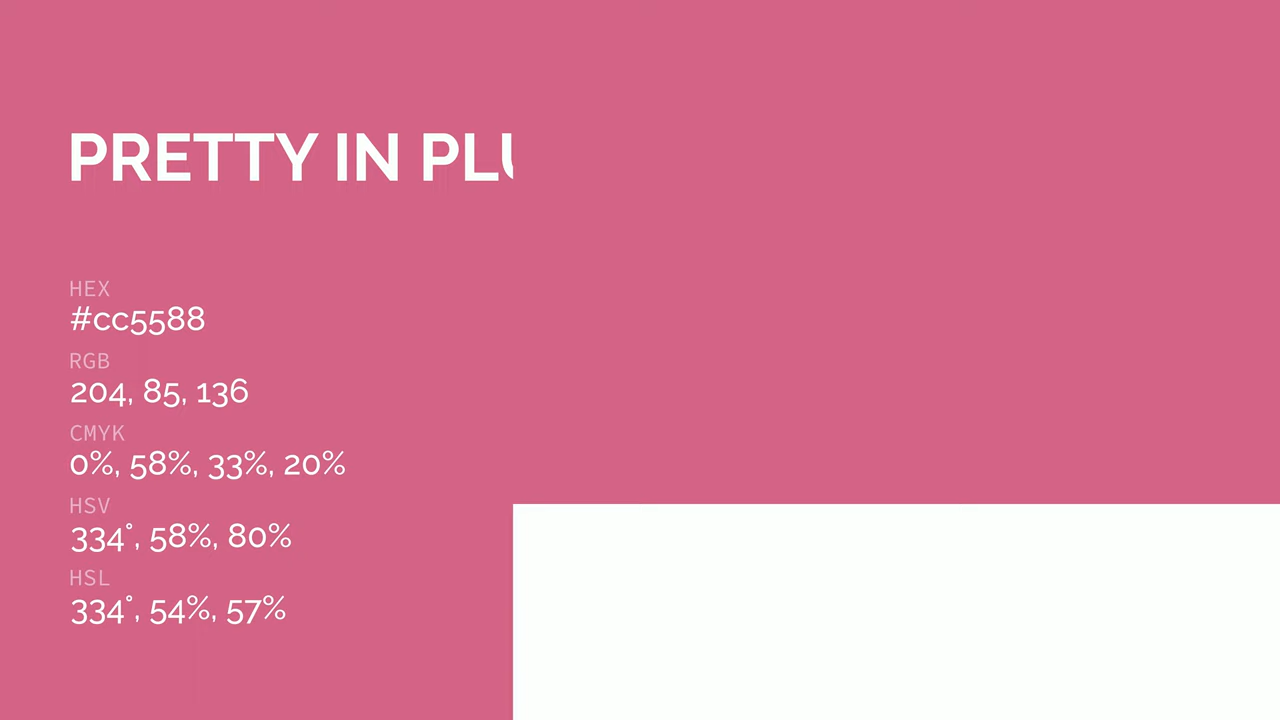 PRETTY IN PL
HEX
#cc5588
RGB
204, 85, 136
CMYK
0%, 58%, 33%, 20%
HSV
334°, 58%, 80%
HSL
334°, 54%, 57%